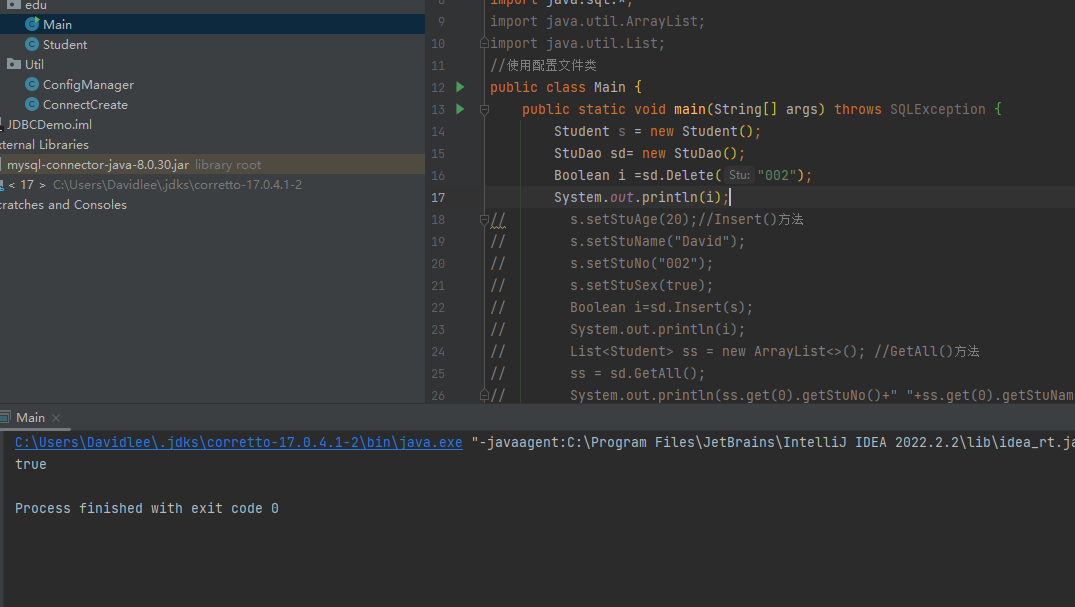 edu
Main
Student
Util
ConfigManager
ConnectCreate
JDBCDemo.iml
ternal Libraries
mysql-connector-java-8.0.30.jar library root
< 17 > C:\Users\Davidlee\.jdks\corretto-17.0.4.1-2
ratches and Consoles
8 import java.sql.*;
9 import java.util.ArrayList;
10 import java.util.List;
11 //使用配置文件类
12 public class Main {
13 public static void main(String[] args) throws SQLException {
14 Student s = new Student();
15 StuDao sd= new StuDao();
16 Boolean i =sd.Delete( Stu: "002");
17 System.out.println(i);
18 // s.setStuAge(20);//Insert()方法
19 // s.setStuName("David");
20 // s.setStuNo("002");
21 // s.setStuSex(true);
22 // Boolean i=sd.Insert(s);
23 // System.out.println(i);
24 // List<Student> ss = new ArrayList<>(); //GetAll()方法
25 // ss = sd.GetAll();
26 // System.out.println(ss.get(0).getStuNo()+" "+ss.get(0).getStuNam
Main
C:\Users\Davidlee\.jdks\corretto-17.0.4.1-2\bin\java.exe "-javaagent:C:\Program Files\JetBrains\IntelliJ IDEA 2022.2.2\lib\idea_rt.ja
true
Process finished with exit code 0